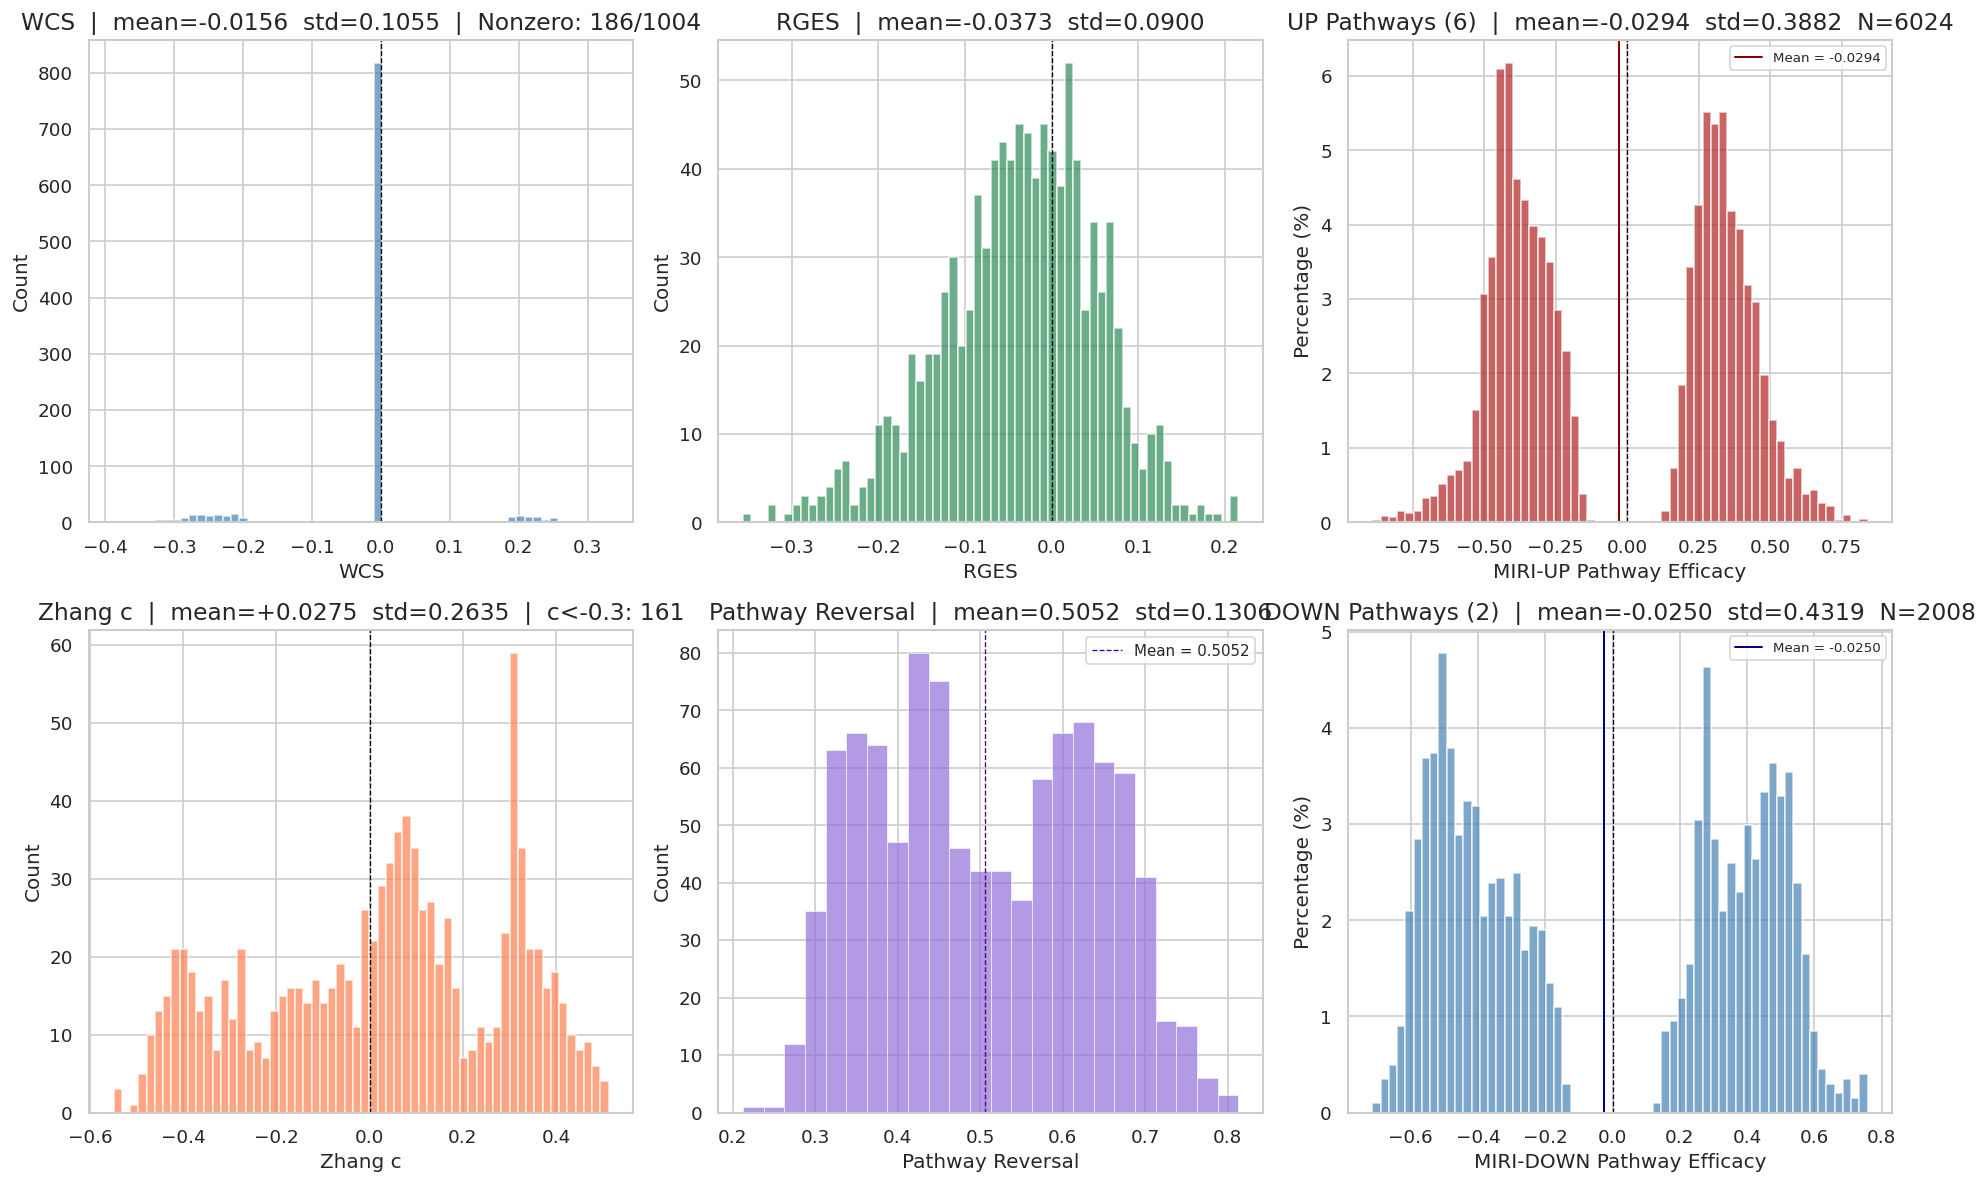 WCS | mean=-0.0156 std=0.1055 | Nonzero: 186/1004
800
700
600
500
400
300
200
100
0
Count
−0.4 −0.3 −0.2 −0.1 0.0 0.1 0.2 0.3
WCS
RGES | mean=-0.0373 std=0.0900
50
40
30
20
10
0
Count
−0.3 −0.2 −0.1 0.0 0.1 0.2
RGES
UP Pathways (6) | mean=-0.0294 std=0.3882 N=6024
Mean = -0.0294
6
5
4
3
2
1
0
Percentage (%)
−0.75 −0.50 −0.25 0.00 0.25 0.50 0.75
MIRI-UP Pathway Efficacy
Zhang c | mean=+0.0275 std=0.2635 | c<-0.3: 161
60
50
40
30
20
10
0
Count
−0.6 −0.4 −0.2 0.0 0.2 0.4
Zhang c
Pathway Reversal | mean=0.5052 std=0.1306
Mean = 0.5052
80
70
60
50
40
30
20
10
0
Count
0.2 0.3 0.4 0.5 0.6 0.7 0.8
Pathway Reversal
DOWN Pathways (2) | mean=-0.0250 std=0.4319 N=2008
Mean = -0.0250
5
4
3
2
1
0
Percentage (%)
−0.6 −0.4 −0.2 0.0 0.2 0.4 0.6 0.8
MIRI-DOWN Pathway Efficacy